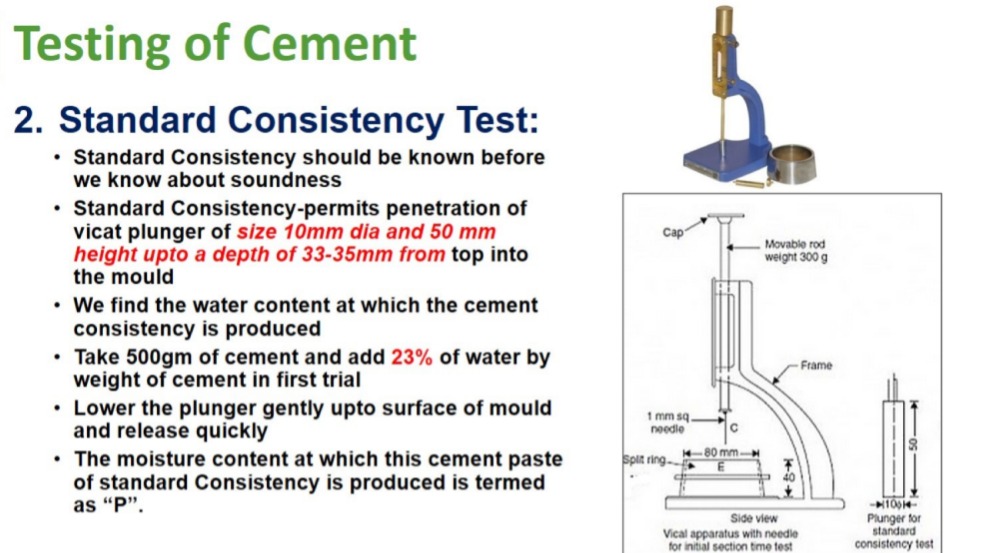 Testing of Cement
2. Standard Consistency Test:
• Standard Consistency should be known before
we know about soundness
• Standard Consistency-permits penetration of
vicat plunger of size 10mm dia and 50 mm
height upto a depth of 33-35mm from top into
the mould
• We find the water content at which the cement
consistency is produced
• Take 500gm of cement and add 23% of water by
weight of cement in first trial
• Lower the plunger gently upto surface of mould
and release quickly
• The moisture content at which this cement paste
of standard Consistency is produced is termed
as “P”.
Cap
Movable rod
weight 300 g
Frame
1 mm sq
needle
C
Split ring
80 mm
E
40
50
10ϕ
Side view
Vical apparatus with needle
for initial section time test
Plunger for
standard
consistency test